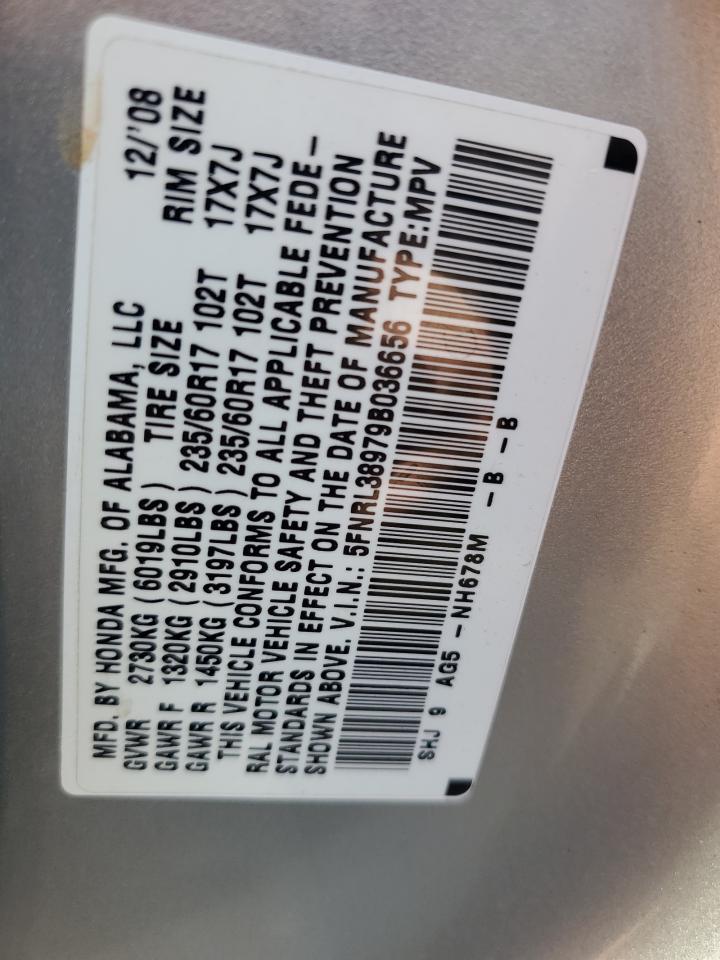 MFD. BY HONDA MFG. OF ALABAMA, LLC 12/'08
GVWR 2730KG ( 6019LBS ) TIRE SIZE RIM SIZE
GAWR F 1320KG ( 2910LBS ) 235/60R17 102T 17X7J
GAWR R 1450KG ( 3197LBS ) 235/60R17 102T 17X7J
THIS VEHICLE CONFORMS TO ALL APPLICABLE FEDE-
RAL MOTOR VEHICLE SAFETY AND THEFT PREVENTION
STANDARDS IN EFFECT ON THE DATE OF MANUFACTURE
SHOWN ABOVE. V.I.N.: 5FNRL38979B036656 TYPE:MPV
SHJ 9 AG5 -NH678M -B -B